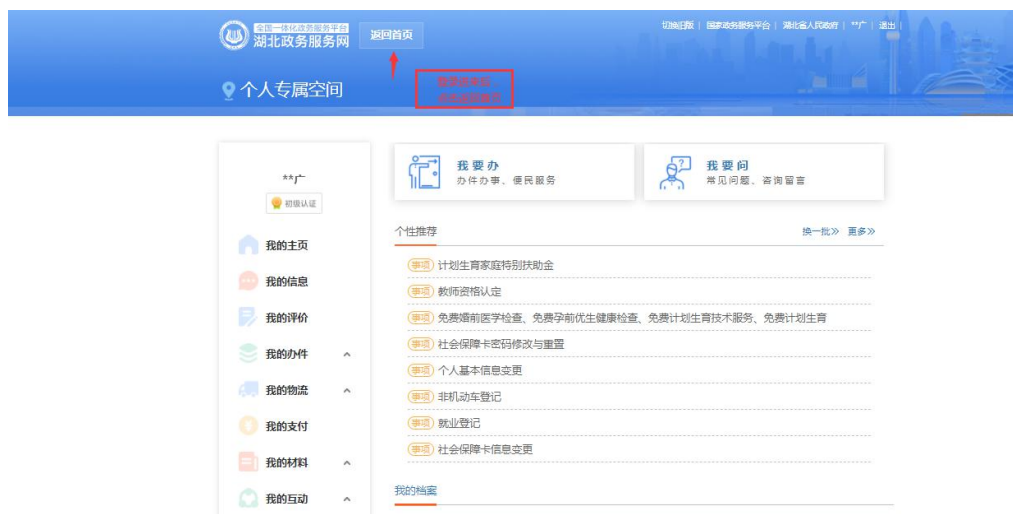 全国一体化政务服务平台
湖北政务服务网
返回首页
切换旧版 | 国家政务服务平台 | 湖北省人民政府 | **广 | 退出 |
个人专属空间
**广
初级认证
我的主页
我的信息
我的评价
我的办件
我的物流
我的支付
我的材料
我的互动
我要办
办件办事、便民服务
我要问
常见问题、咨询留言
个性推荐
换一批》 更多》
事项 计划生育家庭特别扶助金
事项 教师资格认定
事项 免费婚前医学检查、免费孕前优生健康检查、免费计划生育技术服务、免费计划生育
事项 社会保障卡密码修改与重置
事项 个人基本信息变更
事项 非机动车登记
事项 就业登记
事项 社会保障卡信息变更
我的档案